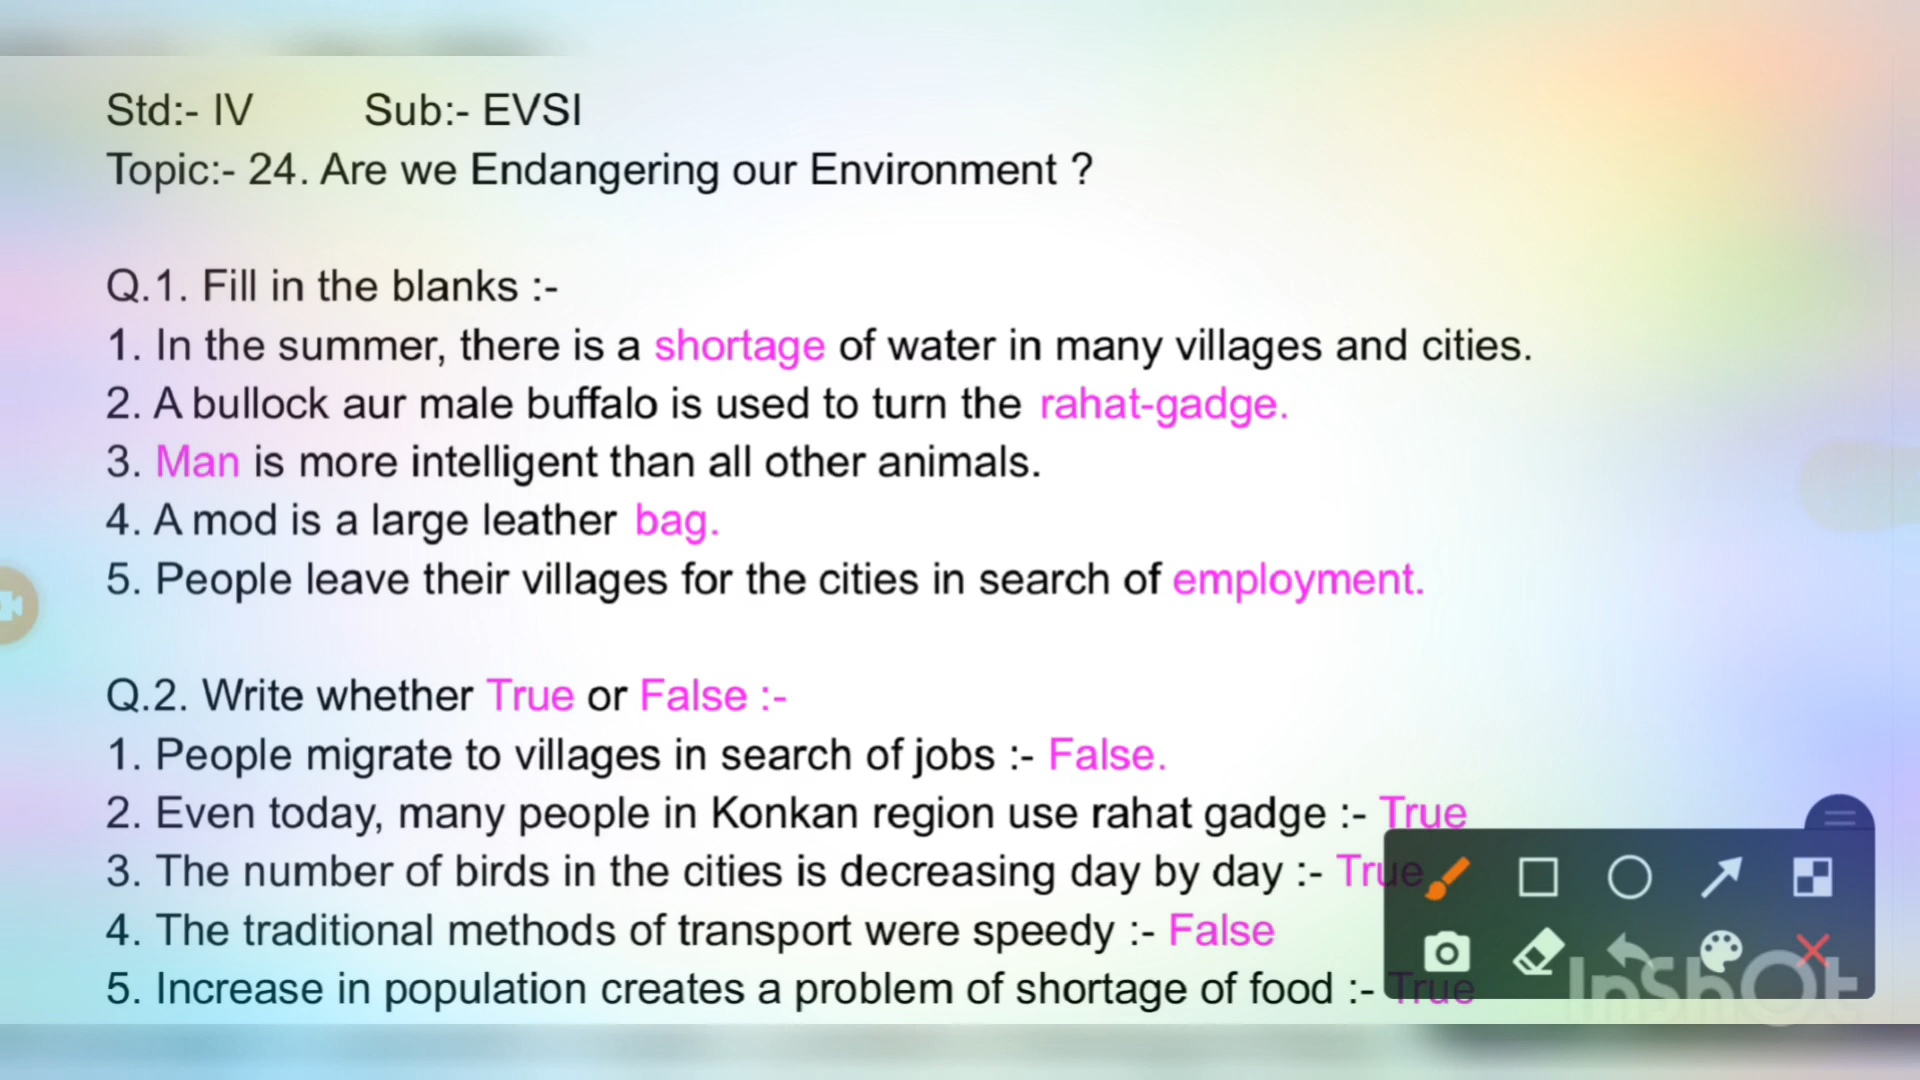 Std:- IV Sub:- EVSI
Topic:- 24. Are we Endangering our Environment ?
Q.1. Fill in the blanks :-
1. In the summer, there is a shortage of water in many villages and cities.
2. A bullock aur male buffalo is used to turn the rahat-gadge.
3. Man is more intelligent than all other animals.
4. A mod is a large leather bag.
5. People leave their villages for the cities in search of employment.
Q.2. Write whether True or False :-
1. People migrate to villages in search of jobs :- False.
2. Even today, many people in Konkan region use rahat gadge :- True
3. The number of birds in the cities is decreasing day by day :- True
4. The traditional methods of transport were speedy :- False
5. Increase in population creates a problem of shortage of food :- True
InShOt